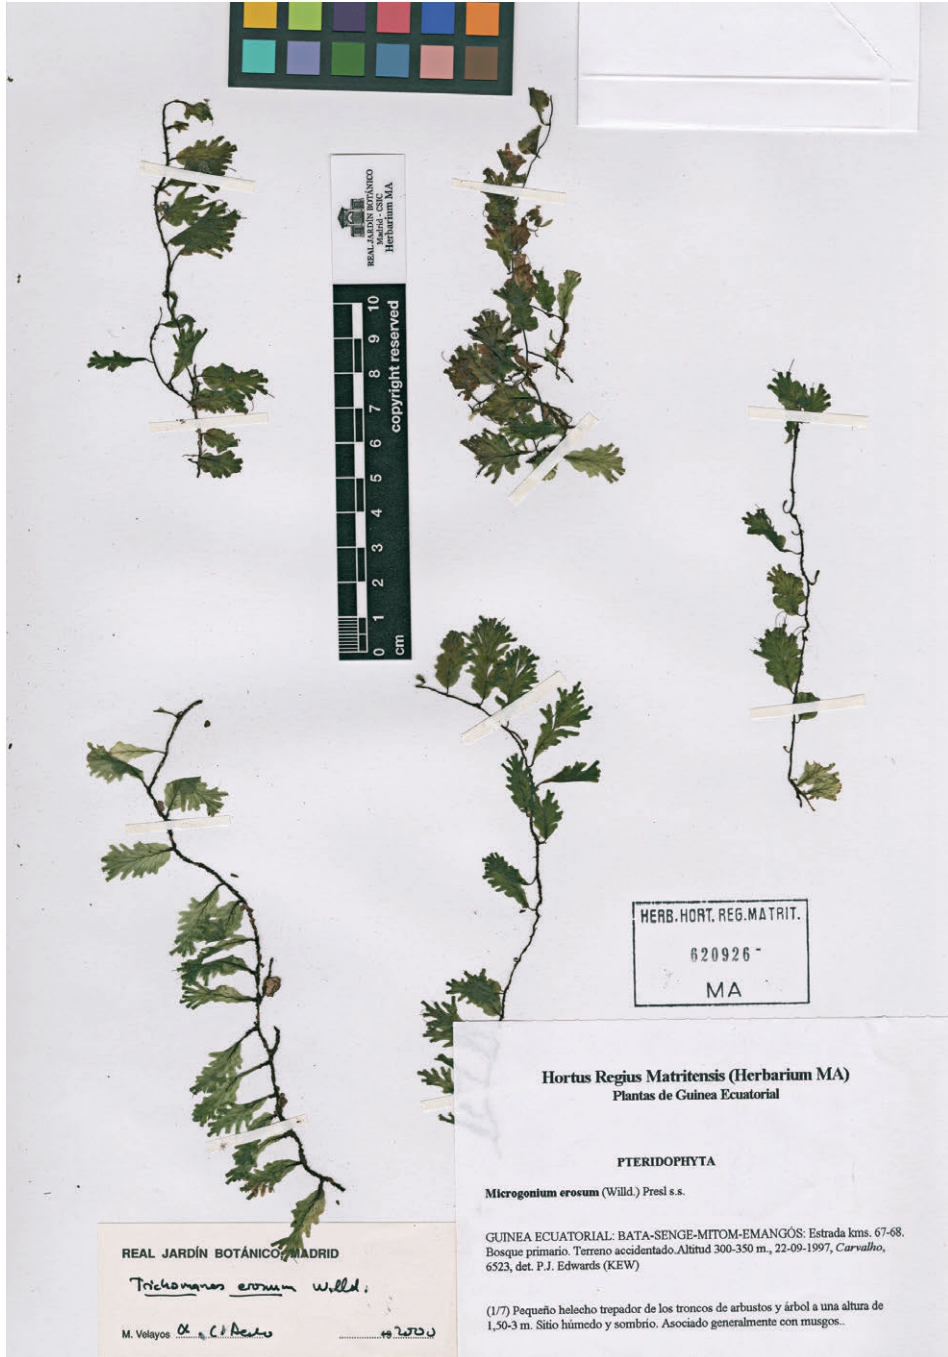 REAL JARDÍN BOTÁNICO
Madrid - CSIC
Herbarium MA
0 1 2 3 4 5 6 7 8 9 10
cm
copyright reserved
HERB.HORT.REG.MATRIT.
620926-
MA
Hortus Regius Matritensis (Herbarium MA)
Plantas de Guinea Ecuatorial
PTERIDOPHYTA
Microgonium erosum (Willd.) Presl s.s.
GUINEA ECUATORIAL: BATA-SENGE-MITOM-EMANGÓS: Estrada kms. 67-68.
Bosque primario. Terreno accidentado.Altitud 300-350 m., 22-09-1997, Carvalho,
6523, det. P.J. Edwards (KEW)
(1/7) Pequeño helecho trepador de los troncos de arbustos y árbol a una altura de
1,50-3 m. Sitio húmedo y sombrio. Asociado generalmente con musgos..
REAL JARDÍN BOTÁNICO, MADRID
Trichomanes erosum Willd.
M. Velayos 2000